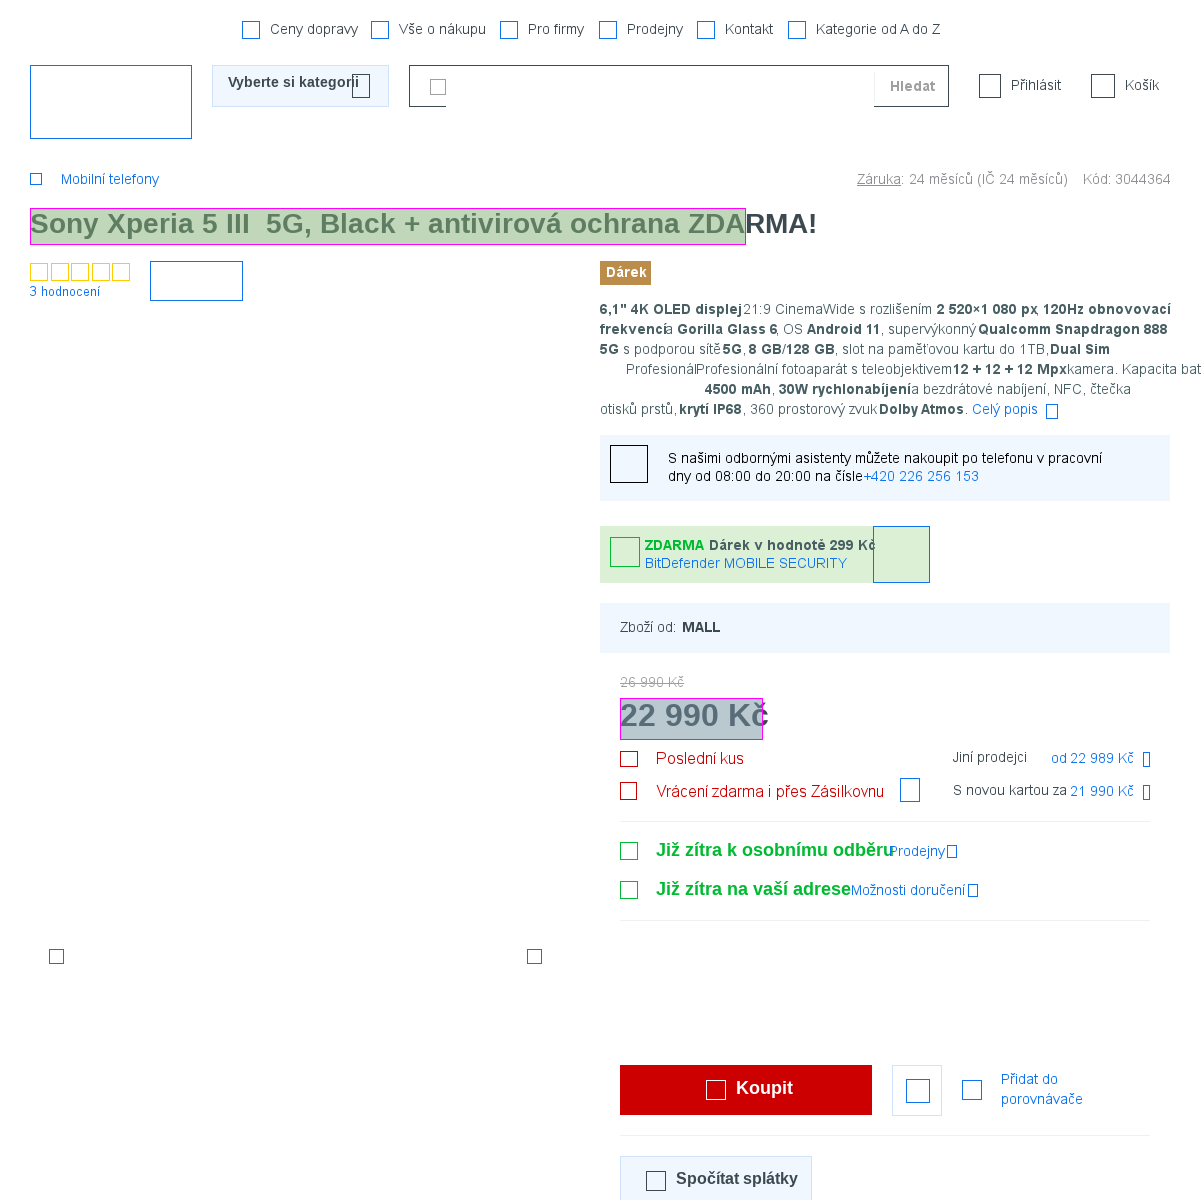 Ceny dopravy Vše o nákupu Pro firmy Prodejny Kontakt Kategorie od A do Z
Vyberte si kategorii Hledat Přihlásit Košík
Mobilní telefony Záruka: 24 měsíců (IČ 24 měsíců) Kód: 3044364
Sony Xperia 5 III 5G, Black + antivirová ochrana ZDARMA!
3 hodnocení
Dárek
6,1" 4K OLED displej 21:9 CinemaWide s rozlišením 2 520×1 080 px, 120Hz obnovovací
frekvencía Gorilla Glass 6, OS Android 11, supervýkonný Qualcomm Snapdragon 888
5G s podporou sítě 5G, 8 GB/128 GB, slot na paměťovou kartu do 1TB, Dual Sim
Profesionál Profesionální fotoaparát s teleobjektivem 12 + 12 + 12 Mpx kamera. Kapacita bat
4500 mAh, 30W rychlonabíjení a bezdrátové nabíjení, NFC, čtečka
otisků prstů, krytí IP68, 360 prostorový zvuk Dolby Atmos. Celý popis
S našimi odbornými asistenty můžete nakoupit po telefonu v pracovní
dny od 08:00 do 20:00 na čísle +420 226 256 153
ZDARMA Dárek v hodnotě 299 Kč
BitDefender MOBILE SECURITY
Zboží od: MALL
26 990 Kč
22 990 Kč
Poslední kus Jiní prodejci od 22 989 Kč
Vrácení zdarma i přes Zásilkovnu S novou kartou za 21 990 Kč
Již zítra k osobnímu odběru Prodejny
Již zítra na vaší adrese Možnosti doručení
Koupit
Přidat do
porovnávače
Spočítat splátky